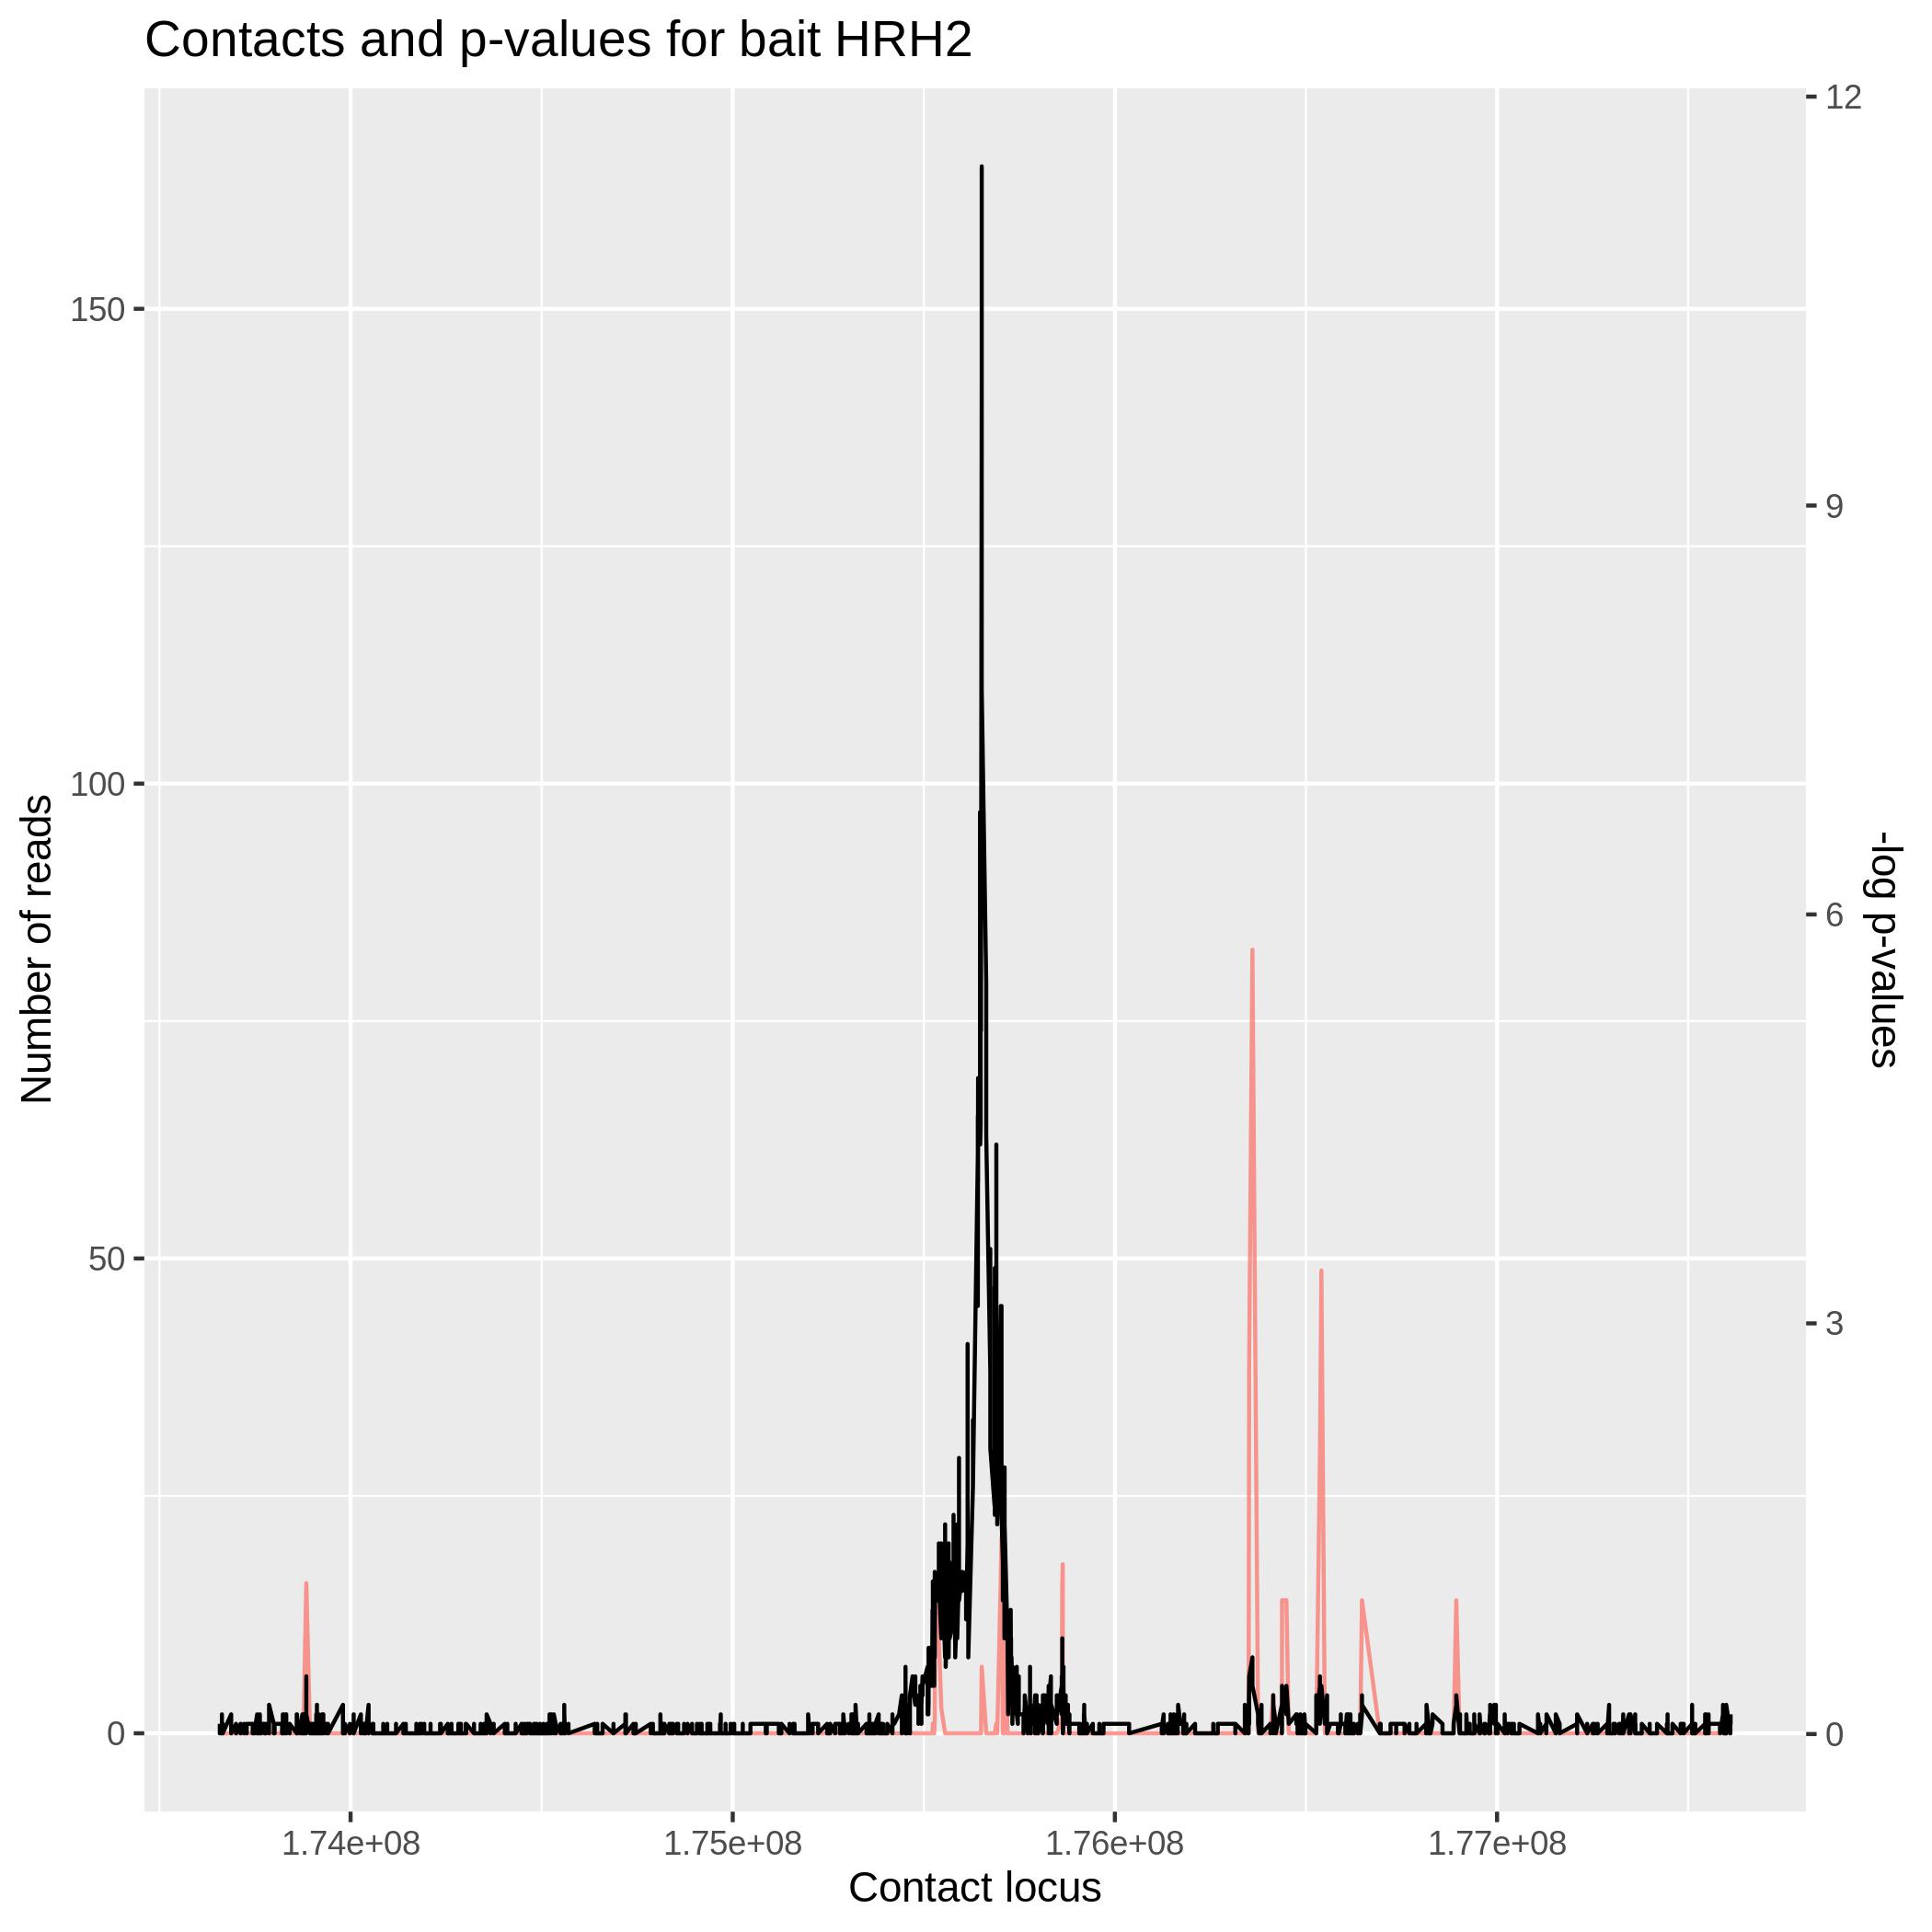 Contacts and p-values for bait HRH2
Number of reads
150
100
50
0
12
9
6
3
0
-log p-values
1.74e+08
1.75e+08
1.76e+08
1.77e+08
Contact locus